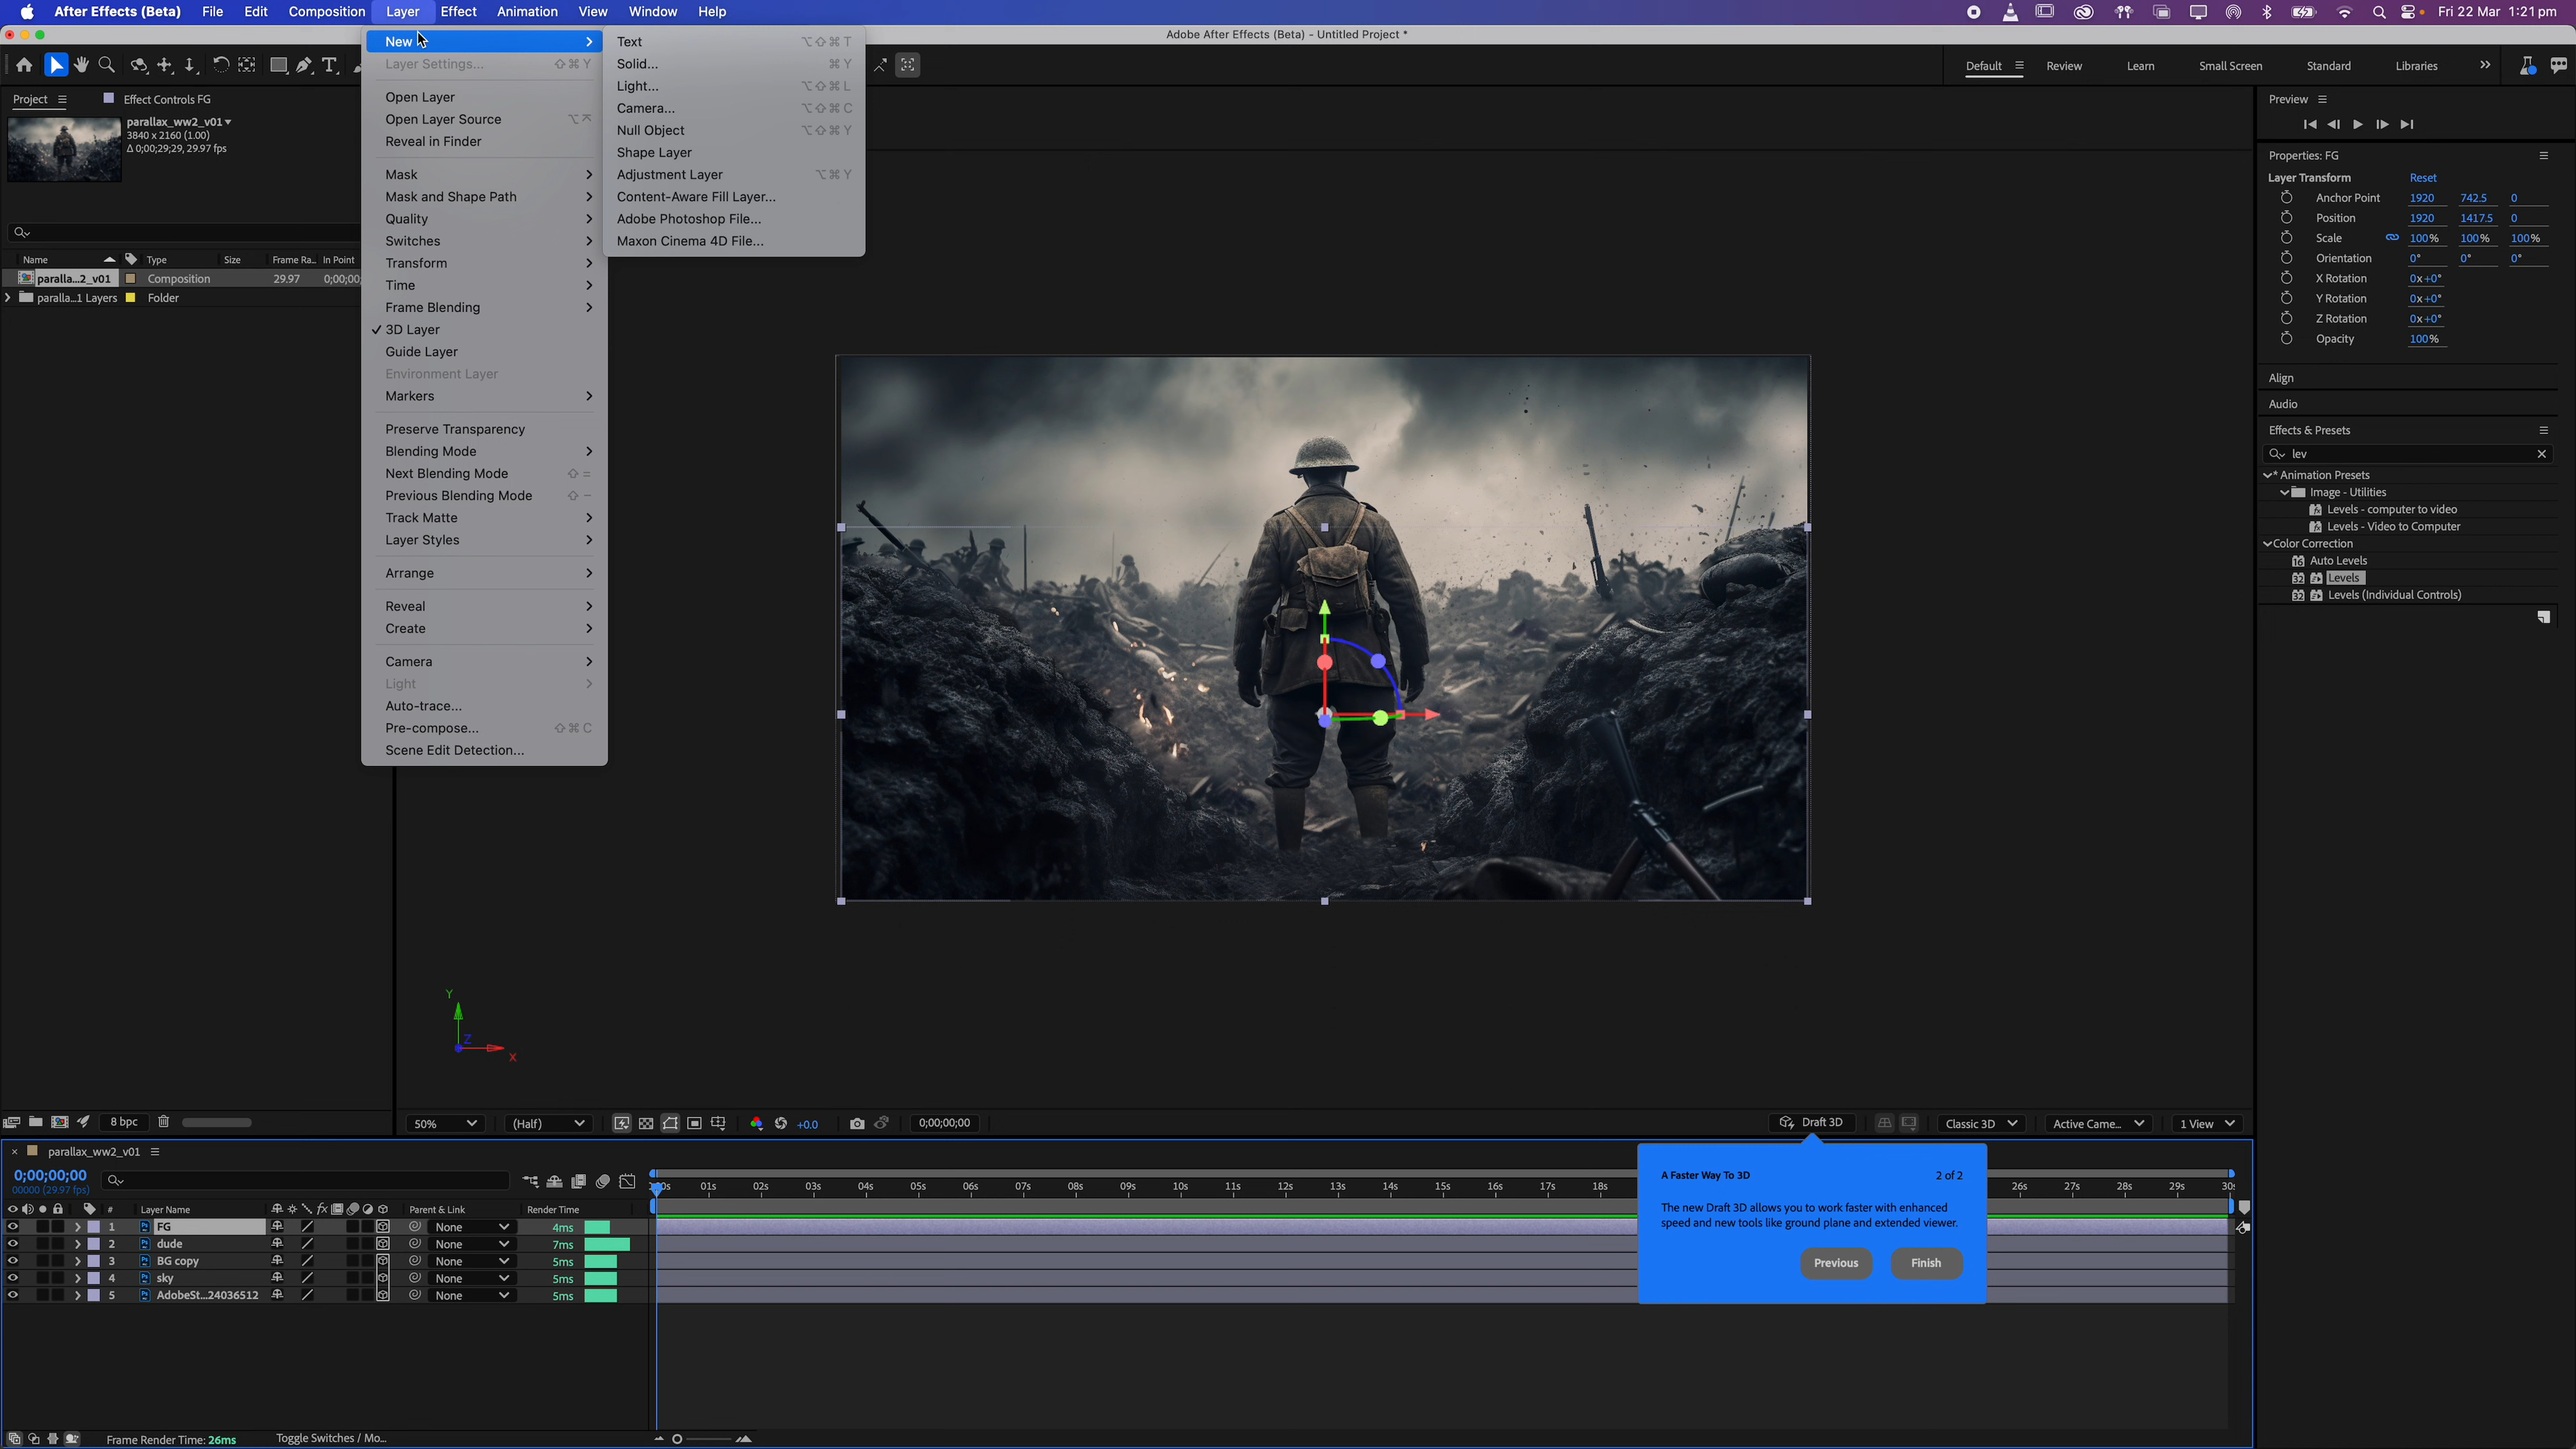 After Effects (Beta) File Edit Composition Layer Effect Animation View Window Help Fri 22 Mar 1:21 pm
Adobe After Effects (Beta) - Untitled Project *
Default Review Learn Small Screen Standard Libraries
Project Effect Controls FG
parallax_ww2_v01
3840 x 2160 (1.00)
Δ 0;00;29;29, 29.97 fps
Name Type Size Frame Ra.. In Point
paralla...2_v01 Composition 29.97 0;00;00;
paralla...1 Layers Folder
New
Layer Settings... ⇧⌘Y
Open Layer
Open Layer Source
Reveal in Finder
Mask
Mask and Shape Path
Quality
Switches
Transform
Time
Frame Blending
✓ 3D Layer
Guide Layer
Environment Layer
Markers
Preserve Transparency
Blending Mode
Next Blending Mode ⇧ =
Previous Blending Mode ⇧ −
Track Matte
Layer Styles
Arrange
Reveal
Create
Camera
Light
Auto-trace...
Pre-compose... ⇧⌘C
Scene Edit Detection...
Text ⌥⇧⌘T
Solid... ⌘Y
Light... ⌥⇧⌘L
Camera... ⌥⇧⌘C
Null Object ⌥⇧⌘Y
Shape Layer
Adjustment Layer ⌥⌘Y
Content-Aware Fill Layer...
Adobe Photoshop File...
Maxon Cinema 4D File...
Preview
Properties: FG
Layer Transform Reset
Anchor Point 1920 742.5 0
Position 1920 1417.5 0
Scale 100% 100% 100%
Orientation 0° 0° 0°
X Rotation 0x+0°
Y Rotation 0x+0°
Z Rotation 0x+0°
Opacity 100%
Align
Audio
Effects & Presets
lev
* Animation Presets
Image - Utilities
Levels - computer to video
Levels - Video to Computer
Color Correction
16 Auto Levels
32 Levels
32 Levels (Individual Controls)
Y
Z
X
8 bpc
50% (Half) +0.0 0;00;00;00 Draft 3D Classic 3D Active Came... 1 View
parallax_ww2_v01
0;00;00;00
00000 (29.97 fps)
01s 02s 03s 04s 05s 06s 07s 08s 09s 10s 11s 12s 13s 14s 15s 16s 17s 18s 26s 27s 28s 29s
# Layer Name fx Parent & Link Render Time
1 FG None 4ms
2 dude None 7ms
3 BG copy None 5ms
4 sky None 5ms
5 AdobeSt...24036512 None 5ms
A Faster Way To 3D 2 of 2
The new Draft 3D allows you to work faster with enhanced
speed and new tools like ground plane and extended viewer.
Previous Finish
Frame Render Time: 26ms Toggle Switches / Mo...